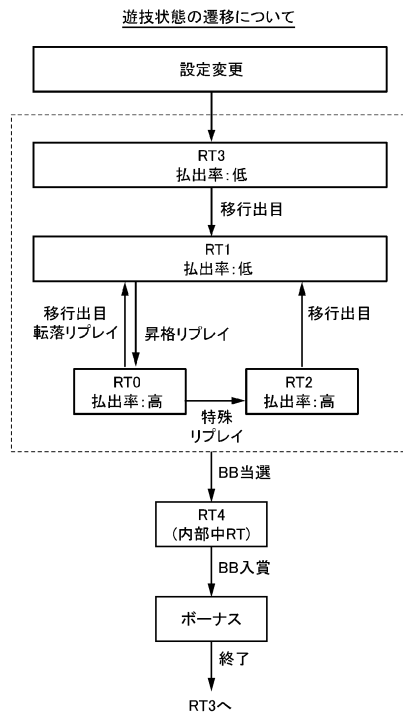 遊技状態の遷移について
設定変更
RT3
払出率：低
移行出目
RT1
払出率：低
移行出目
転落リプレイ
昇格リプレイ
移行出目
RT0
払出率：高
特殊
リプレイ
RT2
払出率：高
BB当選
RT4
（内部中RT）
BB入賞
ボーナス
終了
RT3へ